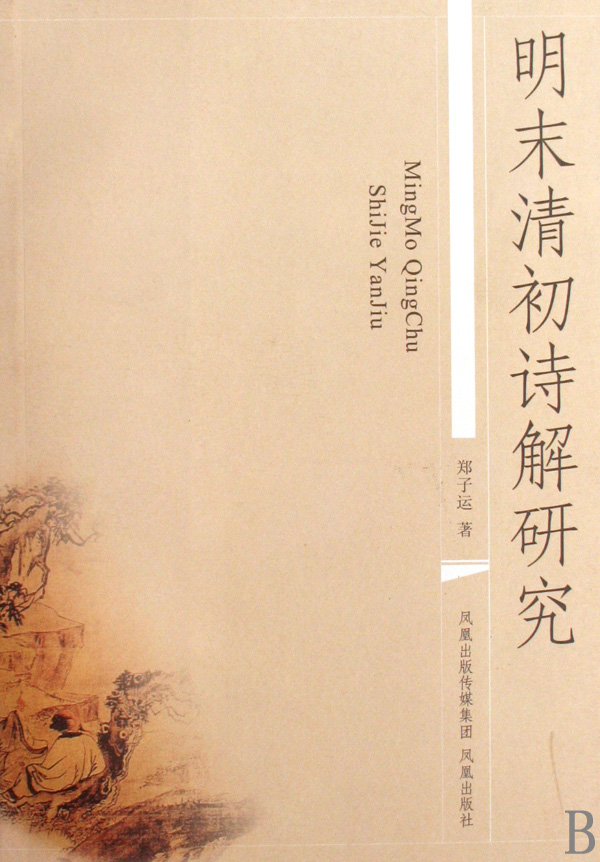 明末清初诗解研究
MingMo QingChu
ShiJie YanJiu
郑子运 著
凤凰出版传媒集团 凤凰出版社
B